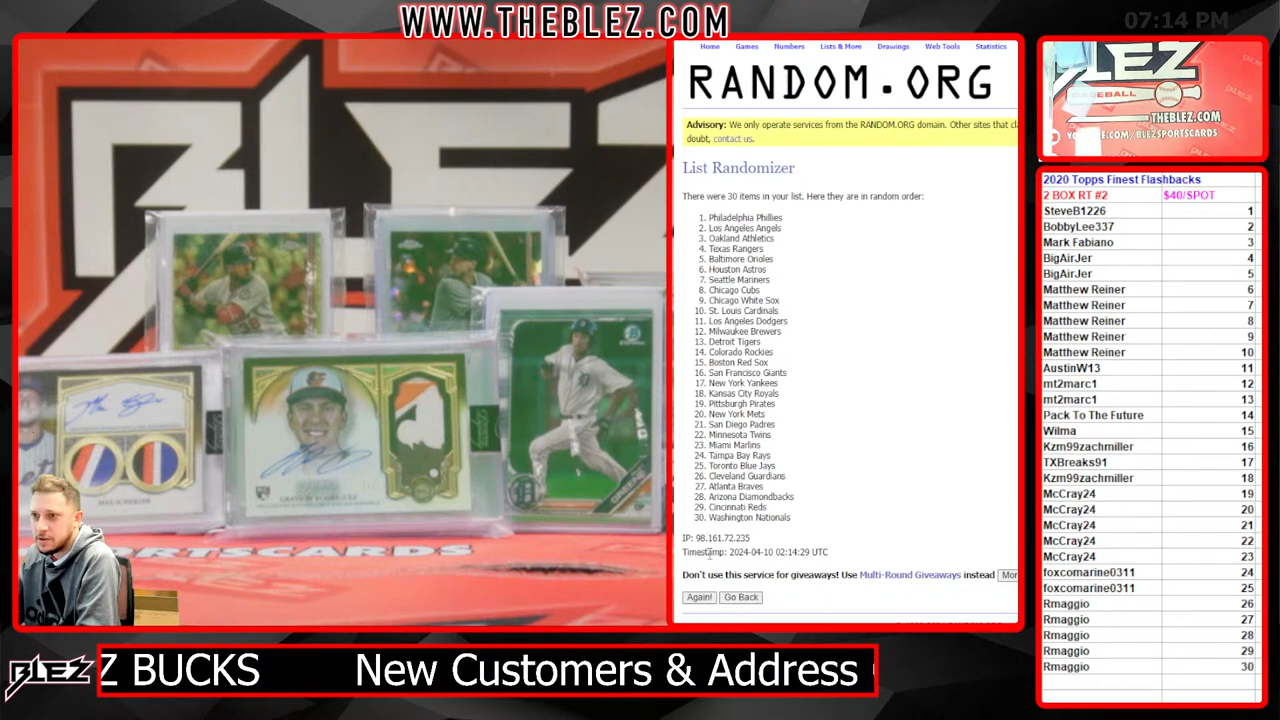 WWW.THEBLEZ.COM
07:14 PM
BLEZ
Home Games Numbers Lists & More Drawings Web Tools Statistics
RANDOM.ORG
Advisory: We only operate services from the RANDOM.ORG domain. Other sites that
doubt, contact us.
List Randomizer
There were 30 items in your list. Here they are in random order:
1. Philadelphia Phillies
2. Los Angeles Angels
3. Oakland Athletics
4. Texas Rangers
5. Baltimore Orioles
6. Houston Astros
7. Seattle Mariners
8. Chicago Cubs
9. Chicago White Sox
10. St. Louis Cardinals
11. Los Angeles Dodgers
12. Milwaukee Brewers
13. Detroit Tigers
14. Colorado Rockies
15. Boston Red Sox
16. San Francisco Giants
17. New York Yankees
18. Kansas City Royals
19. Pittsburgh Pirates
20. New York Mets
21. San Diego Padres
22. Minnesota Twins
23. Miami Marlins
24. Tampa Bay Rays
25. Toronto Blue Jays
26. Cleveland Guardians
27. Atlanta Braves
28. Arizona Diamondbacks
29. Cincinnati Reds
30. Washington Nationals
IP: 98.161.72.235
Timestamp: 2024-04-10 02:14:29 UTC
Don't use this service for giveaways! Use Multi-Round Giveaways instead
Again! Go Back
BASEBALL
THEBLEZ.COM
YOUTUBE.COM/BLEZSPORTSCARDS
2020 Topps Finest Flashbacks
2 BOX RT #2 $40/SPOT
SteveB1226 1
BobbyLee337 2
Mark Fabiano 3
BigAirJer 4
BigAirJer 5
Matthew Reiner 6
Matthew Reiner 7
Matthew Reiner 8
Matthew Reiner 9
Matthew Reiner 10
AustinW13 11
mt2marc1 12
mt2marc1 13
Pack To The Future 14
Wilma 15
Kzm99zachmiller 16
TXBreaks91 17
Kzm99zachmiller 18
McCray24 19
McCray24 20
McCray24 21
McCray24 22
McCray24 23
foxcomarine0311 24
foxcomarine0311 25
Rmaggio 26
Rmaggio 27
Rmaggio 28
Rmaggio 29
Rmaggio 30
MAX SCHERZER
GRAYSON RODRIGUEZ
SPORTSCARDS
BLEZ
Z BUCKS New Customers & Address